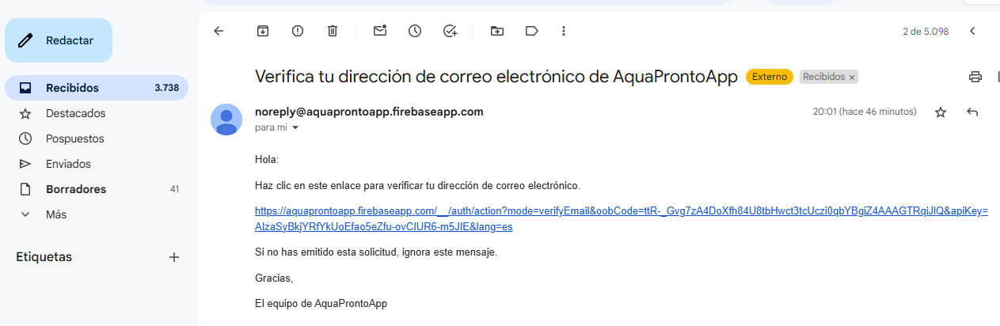 Redactar
2 de 5.098
Verifica tu dirección de correo electrónico de AquaProntoApp Externo Recibidos ×
Recibidos 3.738
Destacados
Pospuestos
Enviados
Borradores 41
Más
Etiquetas +
noreply@aquaprontoapp.firebaseapp.com 20:01 (hace 46 minutos)
para mí
Hola:
Haz clic en este enlace para verificar tu dirección de correo electrónico.
https://aquaprontoapp.firebaseapp.com/__/auth/action?mode=verifyEmail&oobCode=ttR-_Gvg7zA4DoXfh84U8tbHwct3tcUczi0qbYBgiZ4AAAGTRqiJIQ&apiKey=
AIzaSyBkjYRfYkUoEfao5eZfu-ovCIUR6-m5JIE&lang=es
Si no has emitido esta solicitud, ignora este mensaje.
Gracias,
El equipo de AquaProntoApp